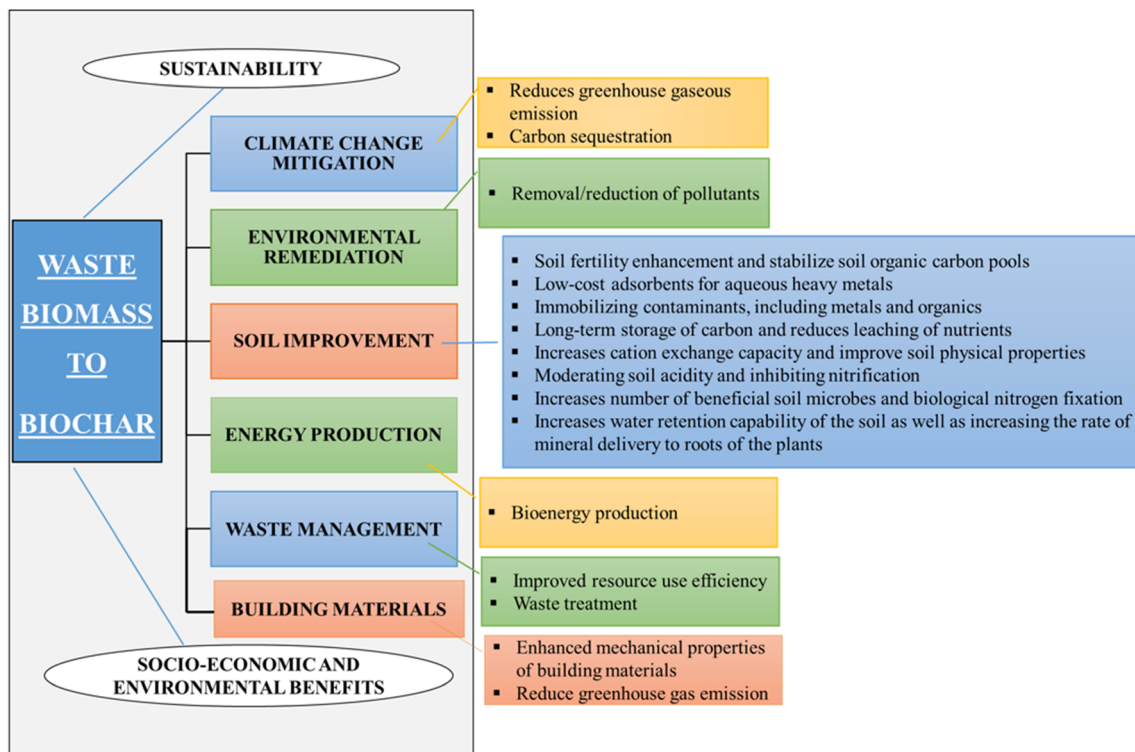 SUSTAINABILITY
▪ Reduces greenhouse gaseous
emission
▪ Carbon sequestration
CLIMATE CHANGE
MITIGATION
▪ Removal/reduction of pollutants
ENVIRONMENTAL
REMEDIATION
WASTE
BIOMASS
TO
BIOCHAR
▪ Soil fertility enhancement and stabilize soil organic carbon pools
▪ Low-cost adsorbents for aqueous heavy metals
▪ Immobilizing contaminants, including metals and organics
▪ Long-term storage of carbon and reduces leaching of nutrients
▪ Increases cation exchange capacity and improve soil physical properties
▪ Moderating soil acidity and inhibiting nitrification
▪ Increases number of beneficial soil microbes and biological nitrogen fixation
▪ Increases water retention capability of the soil as well as increasing the rate of
mineral delivery to roots of the plants
SOIL IMPROVEMENT
ENERGY PRODUCTION
▪ Bioenergy production
WASTE MANAGEMENT
▪ Improved resource use efficiency
▪ Waste treatment
BUILDING MATERIALS
▪ Enhanced mechanical properties
of building materials
▪ Reduce greenhouse gas emission
SOCIO-ECONOMIC AND
ENVIRONMENTAL BENEFITS